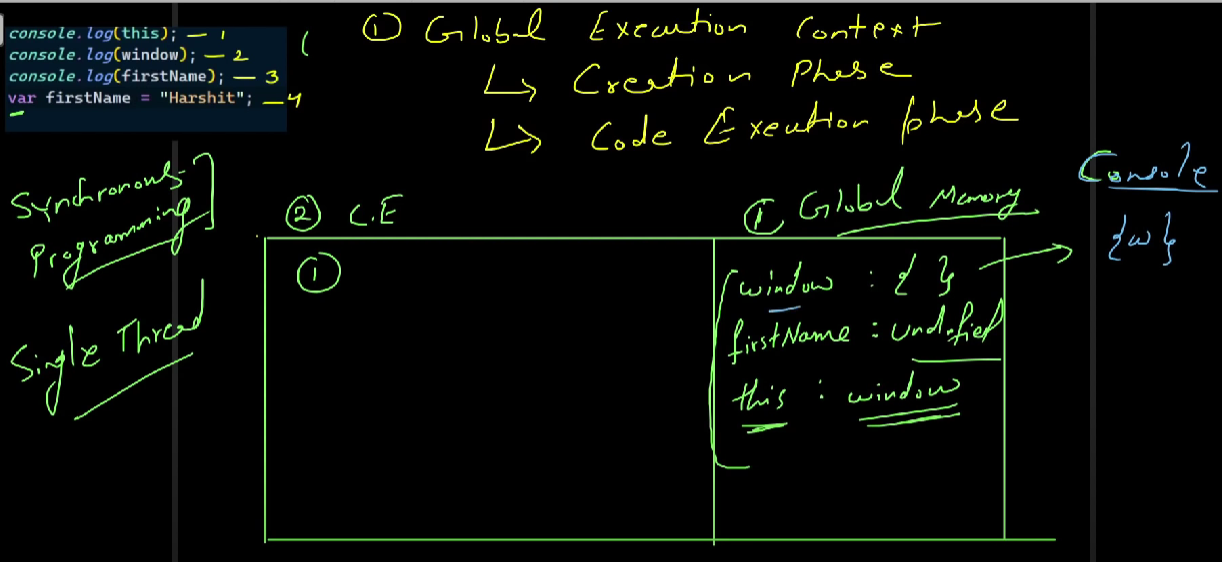 console.log(this); — 1
console.log(window); — 2
console.log(firstName); — 3
var firstName = "Harshit"; — 4
① Global Execution Context
↳ Creation Phase
↳ Code Execution phase
Synchronous
Programming
Single Thread
② C.E
① Global Memory
Console
{w}
①
window : { }
firstName : undefied
this : window